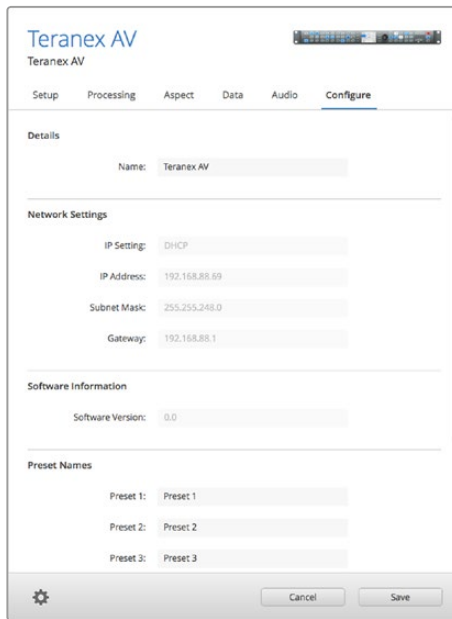 Teranex AV
Teranex AV
Setup Processing Aspect Data Audio Configure
Details
Name: Teranex AV
Network Settings
IP Setting: DHCP
IP Address: 192.168.88.69
Subnet Mask: 255.255.248.0
Gateway: 192.168.88.1
Software Information
Software Version: 0.0
Preset Names
Preset 1: Preset 1
Preset 2: Preset 2
Preset 3: Preset 3
Cancel Save